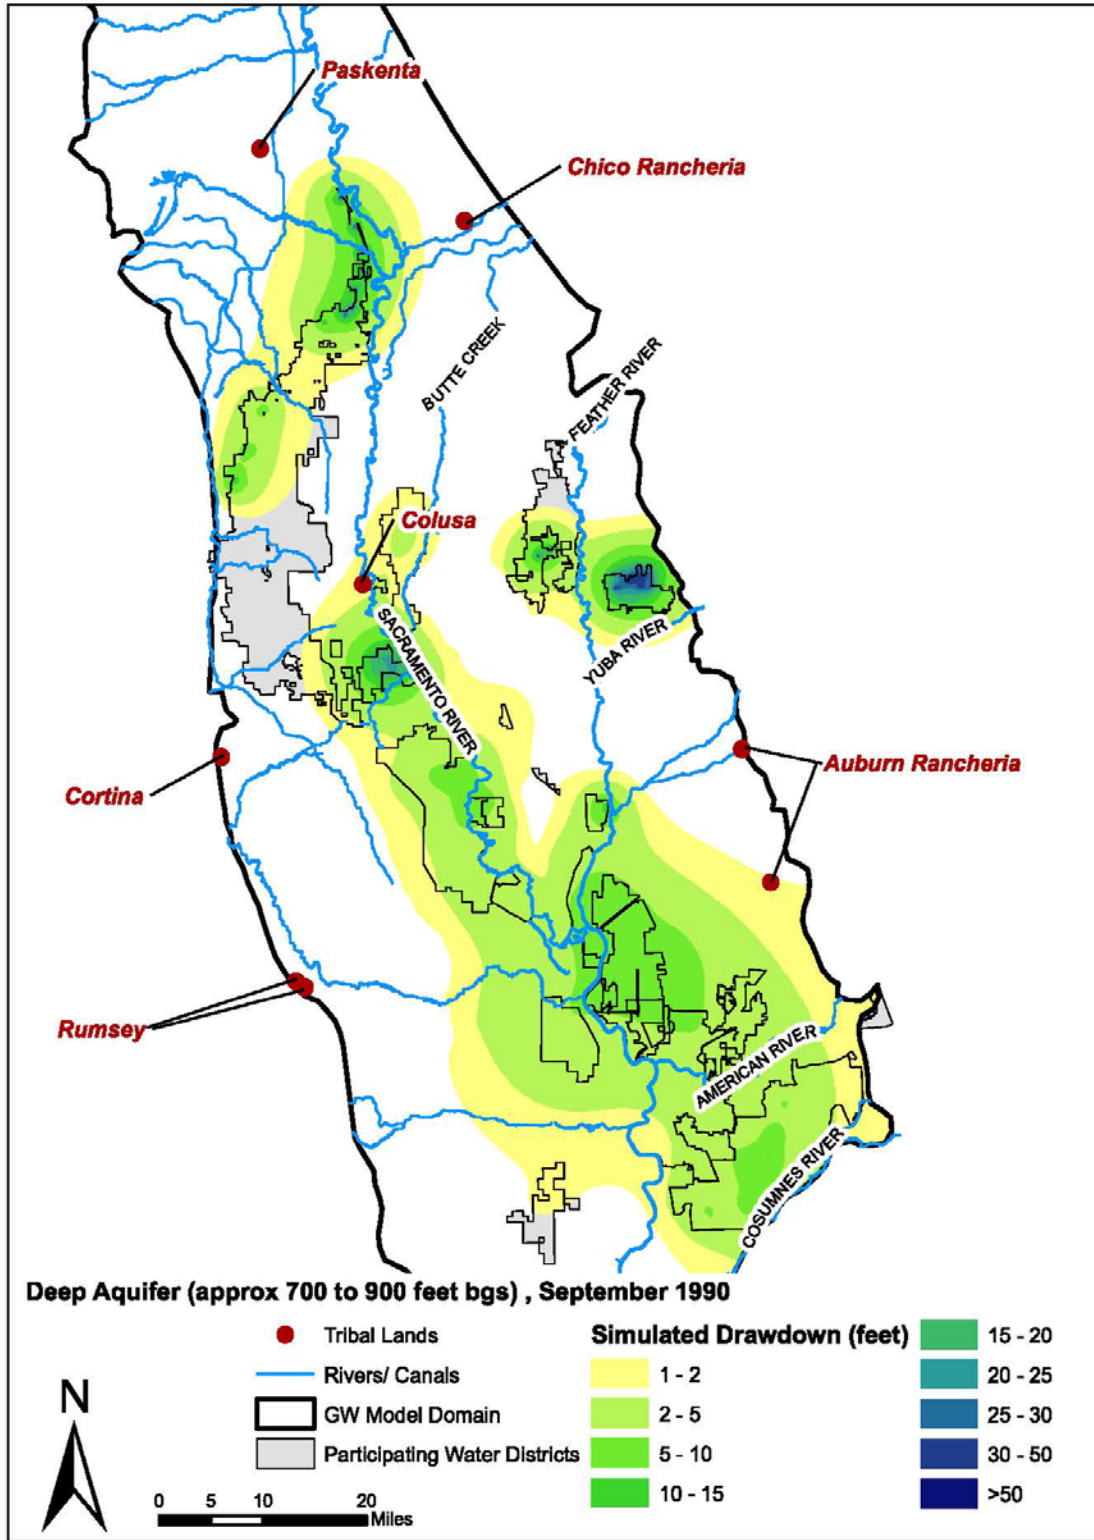 Paskenta
Chico Rancheria
BUTTE CREEK
FEATHER RIVER
Colusa
SACRAMENTO RIVER
YUBA RIVER
Auburn Rancheria
Cortina
Rumsey
AMERICAN RIVER
COSUMNES RIVER
Deep Aquifer (approx 700 to 900 feet bgs) , September 1990
Tribal Lands
Rivers/ Canals
GW Model Domain
Participating Water Districts
N
0 5 10 20
Miles
Simulated Drawdown (feet)
1 - 2
2 - 5
5 - 10
10 - 15
15 - 20
20 - 25
25 - 30
30 - 50
>50